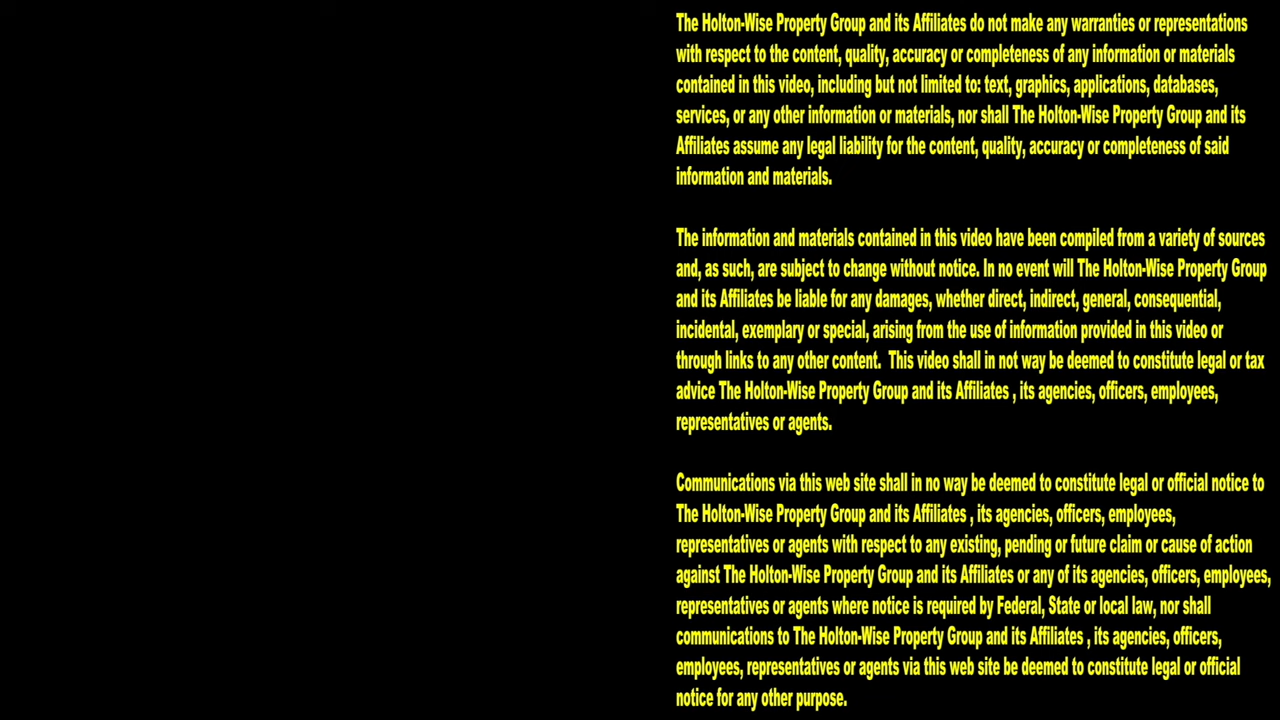 The Holton-Wise Property Group and its Affiliates do not make any warranties or representations
with respect to the content, quality, accuracy or completeness of any information or materials
contained in this video, including but not limited to: text, graphics, applications, databases,
services, or any other information or materials, nor shall The Holton-Wise Property Group and its
Affiliates assume any legal liability for the content, quality, accuracy or completeness of said
information and materials.
The information and materials contained in this video have been compiled from a variety of sources
and, as such, are subject to change without notice. In no event will The Holton-Wise Property Group
and its Affiliates be liable for any damages, whether direct, indirect, general, consequential,
incidental, exemplary or special, arising from the use of information provided in this video or
through links to any other content.  This video shall in not way be deemed to constitute legal or tax
advice The Holton-Wise Property Group and its Affiliates , its agencies, officers, employees,
representatives or agents.
Communications via this web site shall in no way be deemed to constitute legal or official notice to
The Holton-Wise Property Group and its Affiliates , its agencies, officers, employees,
representatives or agents with respect to any existing, pending or future claim or cause of action
against The Holton-Wise Property Group and its Affiliates or any of its agencies, officers, employees,
representatives or agents where notice is required by Federal, State or local law, nor shall
communications to The Holton-Wise Property Group and its Affiliates , its agencies, officers,
employees, representatives or agents via this web site be deemed to constitute legal or official
notice for any other purpose.